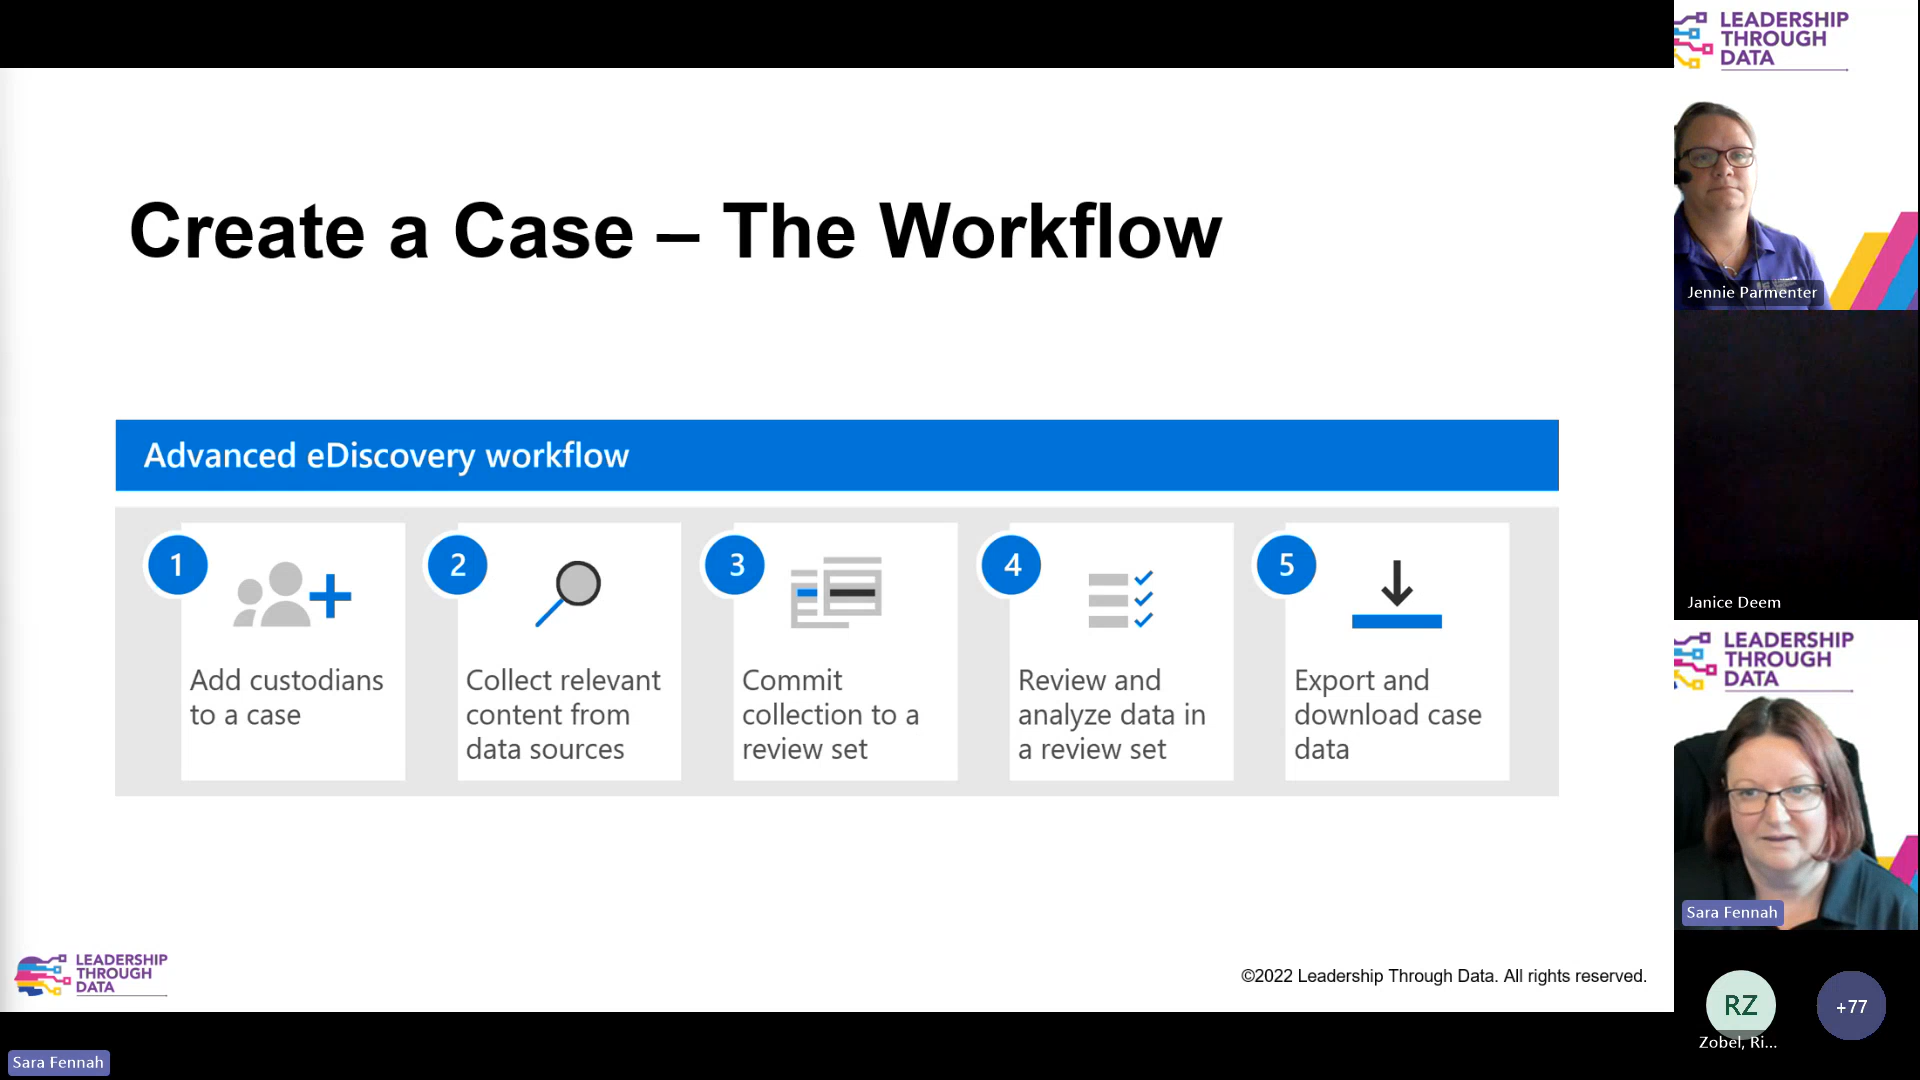 Create a Case – The Workflow
Advanced eDiscovery workflow
1
Add custodians
to a case
2
Collect relevant
content from
data sources
3
Commit
collection to a
review set
4
Review and
analyze data in
a review set
5
Export and
download case
data
LEADERSHIP
THROUGH
DATA
©2022 Leadership Through Data. All rights reserved.
Sara Fennah
LEADERSHIP
THROUGH
DATA
Jennie Parmenter
Janice Deem
LEADERSHIP
THROUGH
DATA
Sara Fennah
RZ
Zobel, Ri...
+77